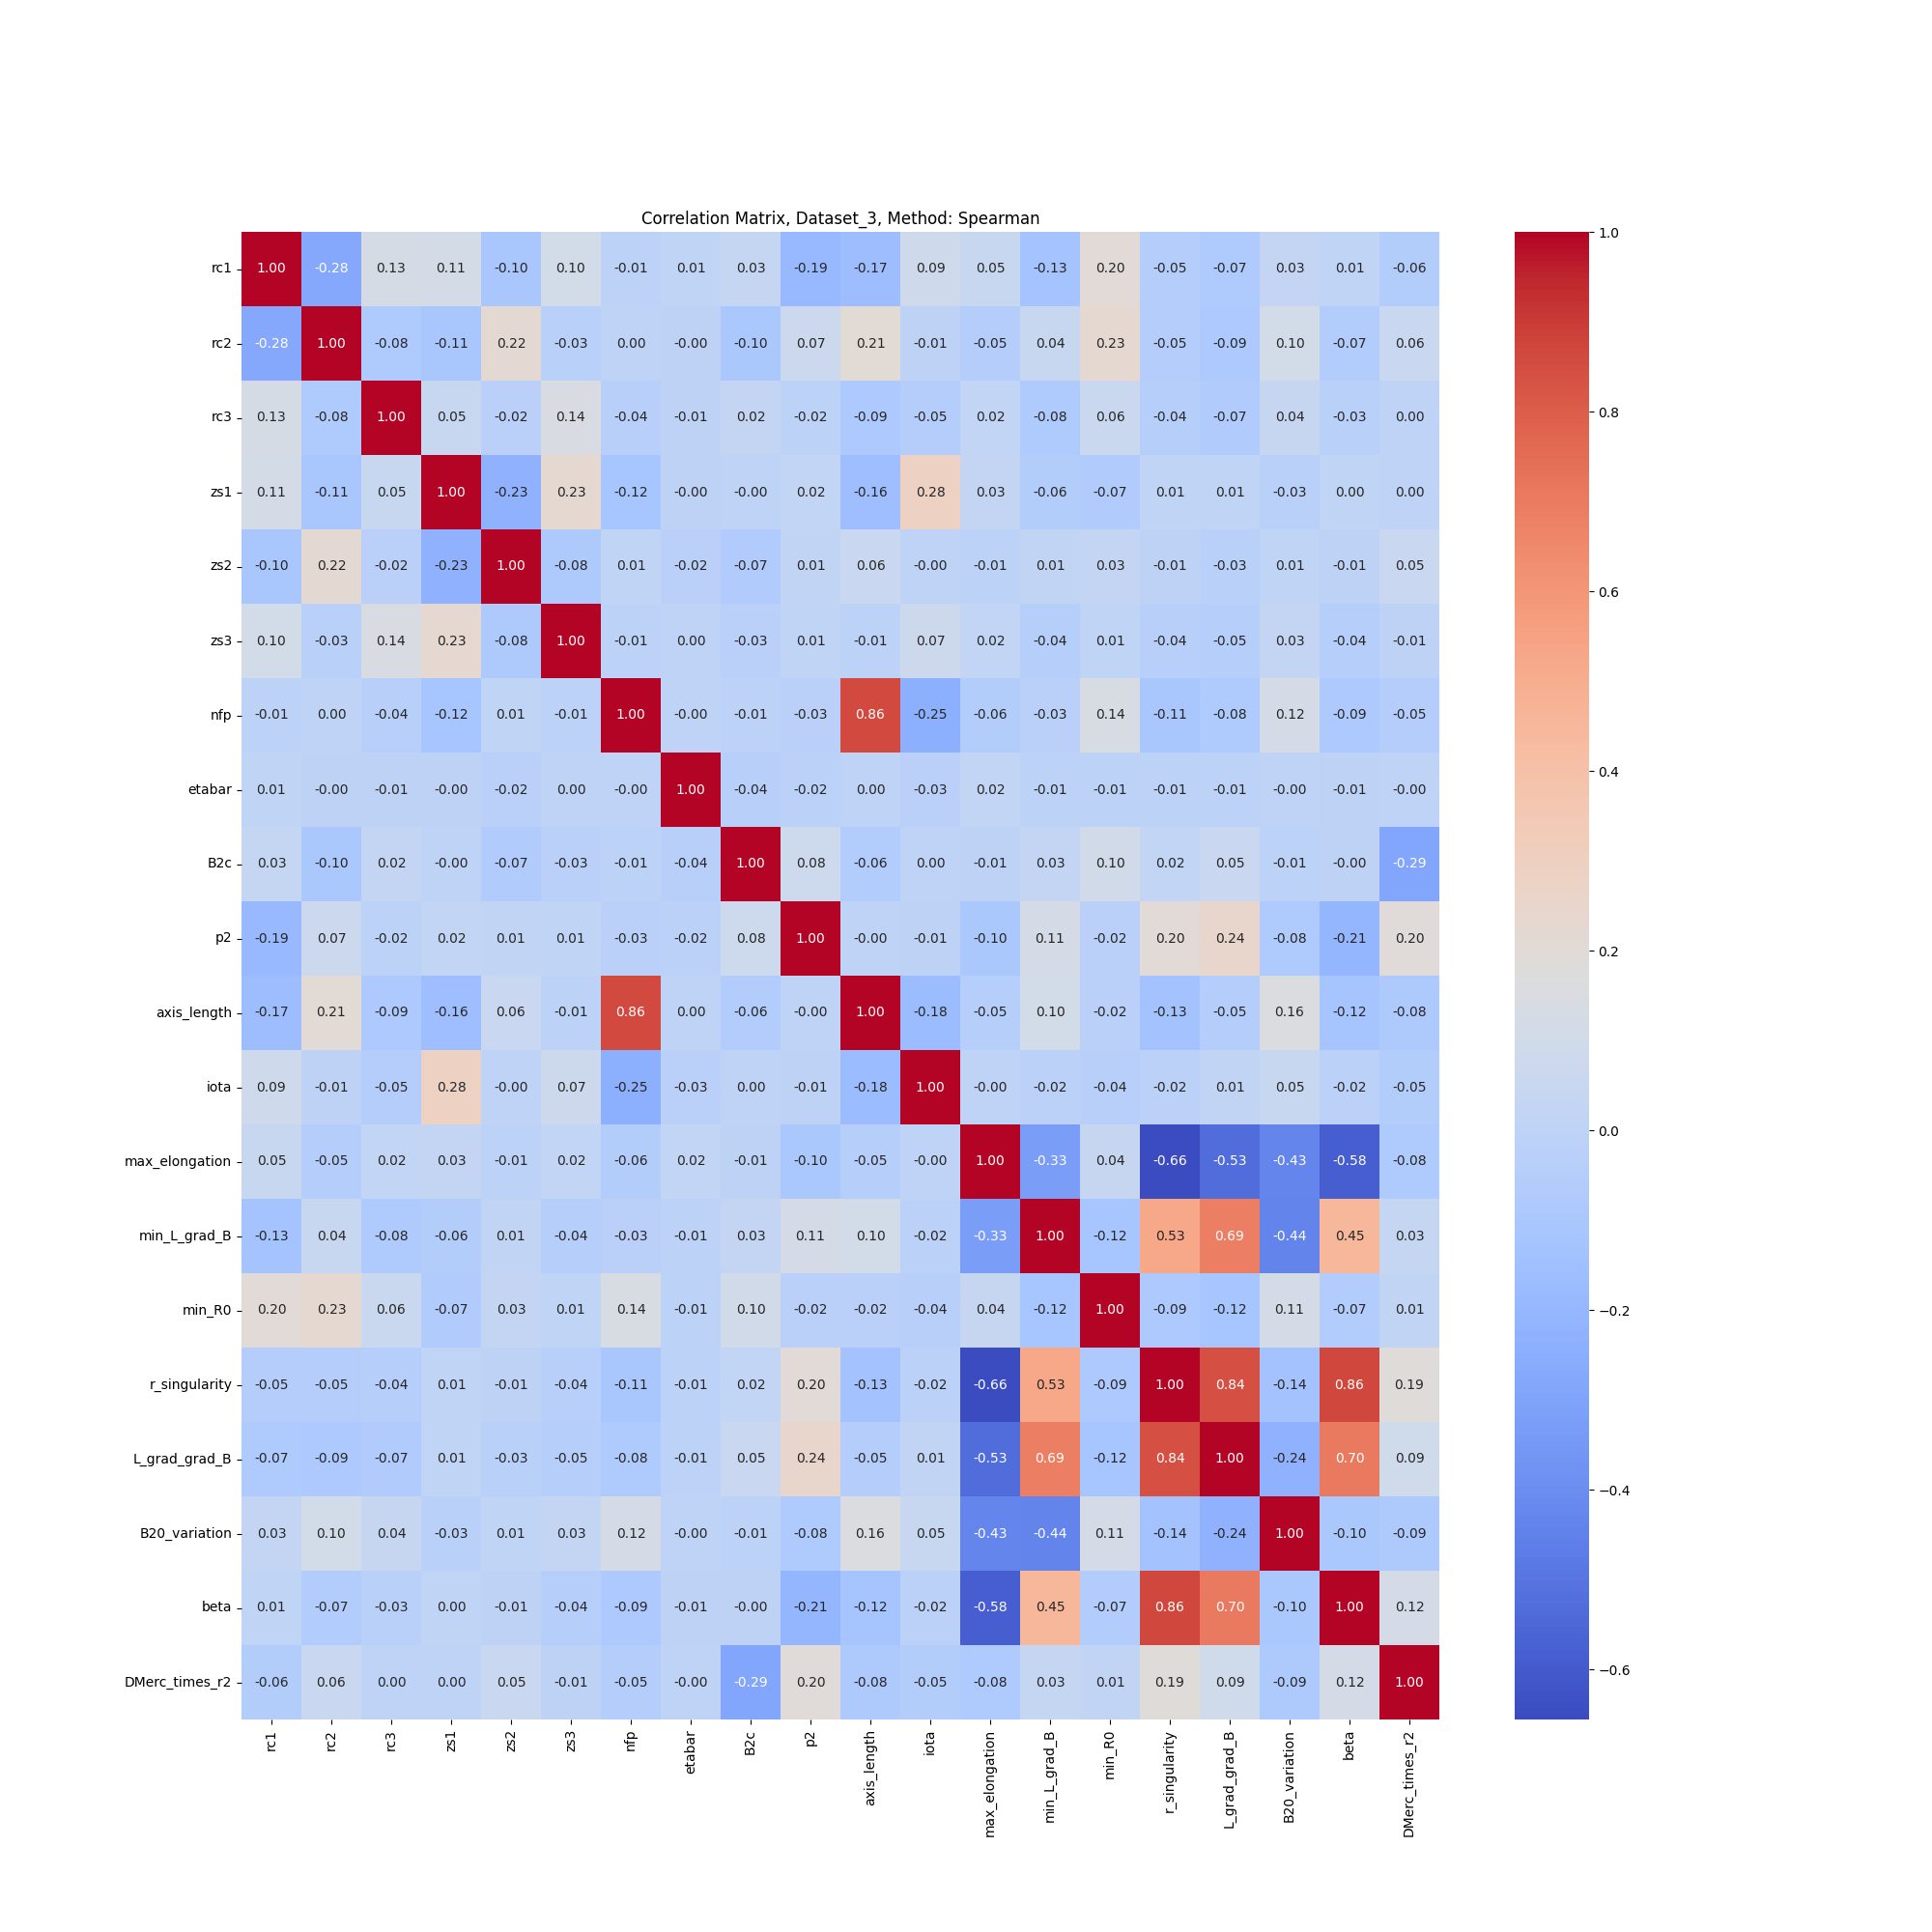 Correlation Matrix, Dataset_3, Method: Spearman
rc1 1.00 -0.28 0.13 0.11 -0.10 0.10 -0.01 0.01 0.03 -0.19 -0.17 0.09 0.05 -0.13 0.20 -0.05 -0.07 0.03 0.01 -0.06
rc2 -0.28 1.00 -0.08 -0.11 0.22 -0.03 0.00 -0.00 -0.10 0.07 0.21 -0.01 -0.05 0.04 0.23 -0.05 -0.09 0.10 -0.07 0.06
rc3 0.13 -0.08 1.00 0.05 -0.02 0.14 -0.04 -0.01 0.02 -0.02 -0.09 -0.05 0.02 -0.08 0.06 -0.04 -0.07 0.04 -0.03 0.00
zs1 0.11 -0.11 0.05 1.00 -0.23 0.23 -0.12 -0.00 -0.00 0.02 -0.16 0.28 0.03 -0.06 -0.07 0.01 0.01 -0.03 0.00 0.00
zs2 -0.10 0.22 -0.02 -0.23 1.00 -0.08 0.01 -0.02 -0.07 0.01 0.06 -0.00 -0.01 0.01 0.03 -0.01 -0.03 0.01 -0.01 0.05
zs3 0.10 -0.03 0.14 0.23 -0.08 1.00 -0.01 0.00 -0.03 0.01 -0.01 0.07 0.02 -0.04 0.01 -0.04 -0.05 0.03 -0.04 -0.01
nfp -0.01 0.00 -0.04 -0.12 0.01 -0.01 1.00 -0.00 -0.01 -0.03 0.86 -0.25 -0.06 -0.03 0.14 -0.11 -0.08 0.12 -0.09 -0.05
etabar 0.01 -0.00 -0.01 -0.00 -0.02 0.00 -0.00 1.00 -0.04 -0.02 0.00 -0.03 0.02 -0.01 -0.01 -0.01 -0.01 -0.00 -0.01 -0.00
B2c 0.03 -0.10 0.02 -0.00 -0.07 -0.03 -0.01 -0.04 1.00 0.08 -0.06 0.00 -0.01 0.03 0.10 0.02 0.05 -0.01 -0.00 -0.29
p2 -0.19 0.07 -0.02 0.02 0.01 0.01 -0.03 -0.02 0.08 1.00 -0.00 -0.01 -0.10 0.11 -0.02 0.20 0.24 -0.08 -0.21 0.20
axis_length -0.17 0.21 -0.09 -0.16 0.06 -0.01 0.86 0.00 -0.06 -0.00 1.00 -0.18 -0.05 0.10 -0.02 -0.13 -0.05 0.16 -0.12 -0.08
iota 0.09 -0.01 -0.05 0.28 -0.00 0.07 -0.25 -0.03 0.00 -0.01 -0.18 1.00 -0.00 -0.02 -0.04 -0.02 0.01 0.05 -0.02 -0.05
max_elongation 0.05 -0.05 0.02 0.03 -0.01 0.02 -0.06 0.02 -0.01 -0.10 -0.05 -0.00 1.00 -0.33 0.04 -0.66 -0.53 -0.43 -0.58 -0.08
min_L_grad_B -0.13 0.04 -0.08 -0.06 0.01 -0.04 -0.03 -0.01 0.03 0.11 0.10 -0.02 -0.33 1.00 -0.12 0.53 0.69 -0.44 0.45 0.03
min_R0 0.20 0.23 0.06 -0.07 0.03 0.01 0.14 -0.01 0.10 -0.02 -0.02 -0.04 0.04 -0.12 1.00 -0.09 -0.12 0.11 -0.07 0.01
r_singularity -0.05 -0.05 -0.04 0.01 -0.01 -0.04 -0.11 -0.01 0.02 0.20 -0.13 -0.02 -0.66 0.53 -0.09 1.00 0.84 -0.14 0.86 0.19
L_grad_grad_B -0.07 -0.09 -0.07 0.01 -0.03 -0.05 -0.08 -0.01 0.05 0.24 -0.05 0.01 -0.53 0.69 -0.12 0.84 1.00 -0.24 0.70 0.09
B20_variation 0.03 0.10 0.04 -0.03 0.01 0.03 0.12 -0.00 -0.01 -0.08 0.16 0.05 -0.43 -0.44 0.11 -0.14 -0.24 1.00 -0.10 -0.09
beta 0.01 -0.07 -0.03 0.00 -0.01 -0.04 -0.09 -0.01 -0.00 -0.21 -0.12 -0.02 -0.58 0.45 -0.07 0.86 0.70 -0.10 1.00 0.12
DMerc_times_r2 -0.06 0.06 0.00 0.00 0.05 -0.01 -0.05 -0.00 -0.29 0.20 -0.08 -0.05 -0.08 0.03 0.01 0.19 0.09 -0.09 0.12 1.00
rc1 rc2 rc3 zs1 zs2 zs3 nfp etabar B2c p2 axis_length iota max_elongation min_L_grad_B min_R0 r_singularity L_grad_grad_B B20_variation beta DMerc_times_r2
1.0
0.8
0.6
0.4
0.2
0.0
−0.2
−0.4
−0.6